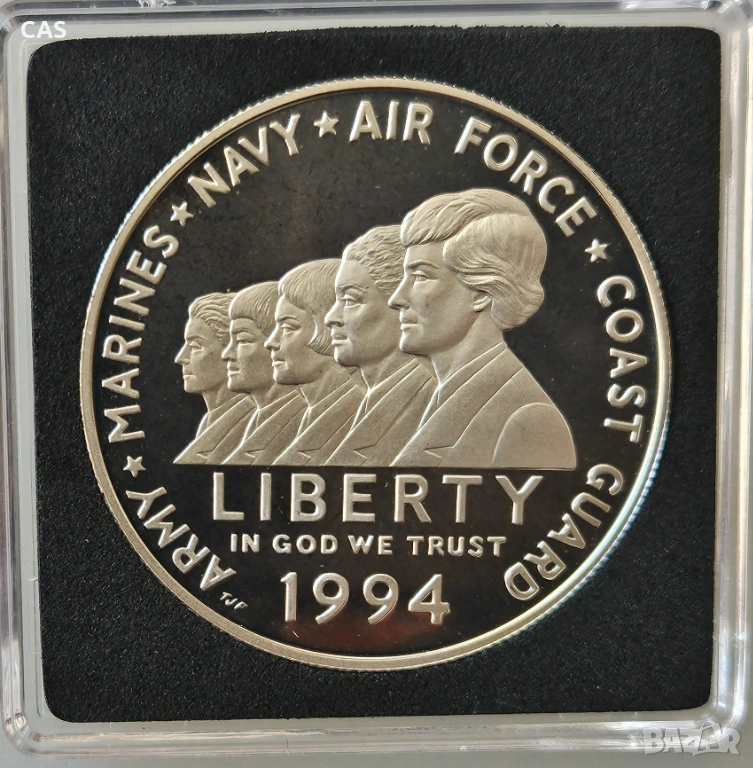 CAS
ARMY ★ MARINES ★ NAVY ★ AIR FORCE ★ COAST GUARD
LIBERTY
IN GOD WE TRUST
1994
TJF
BAZAR